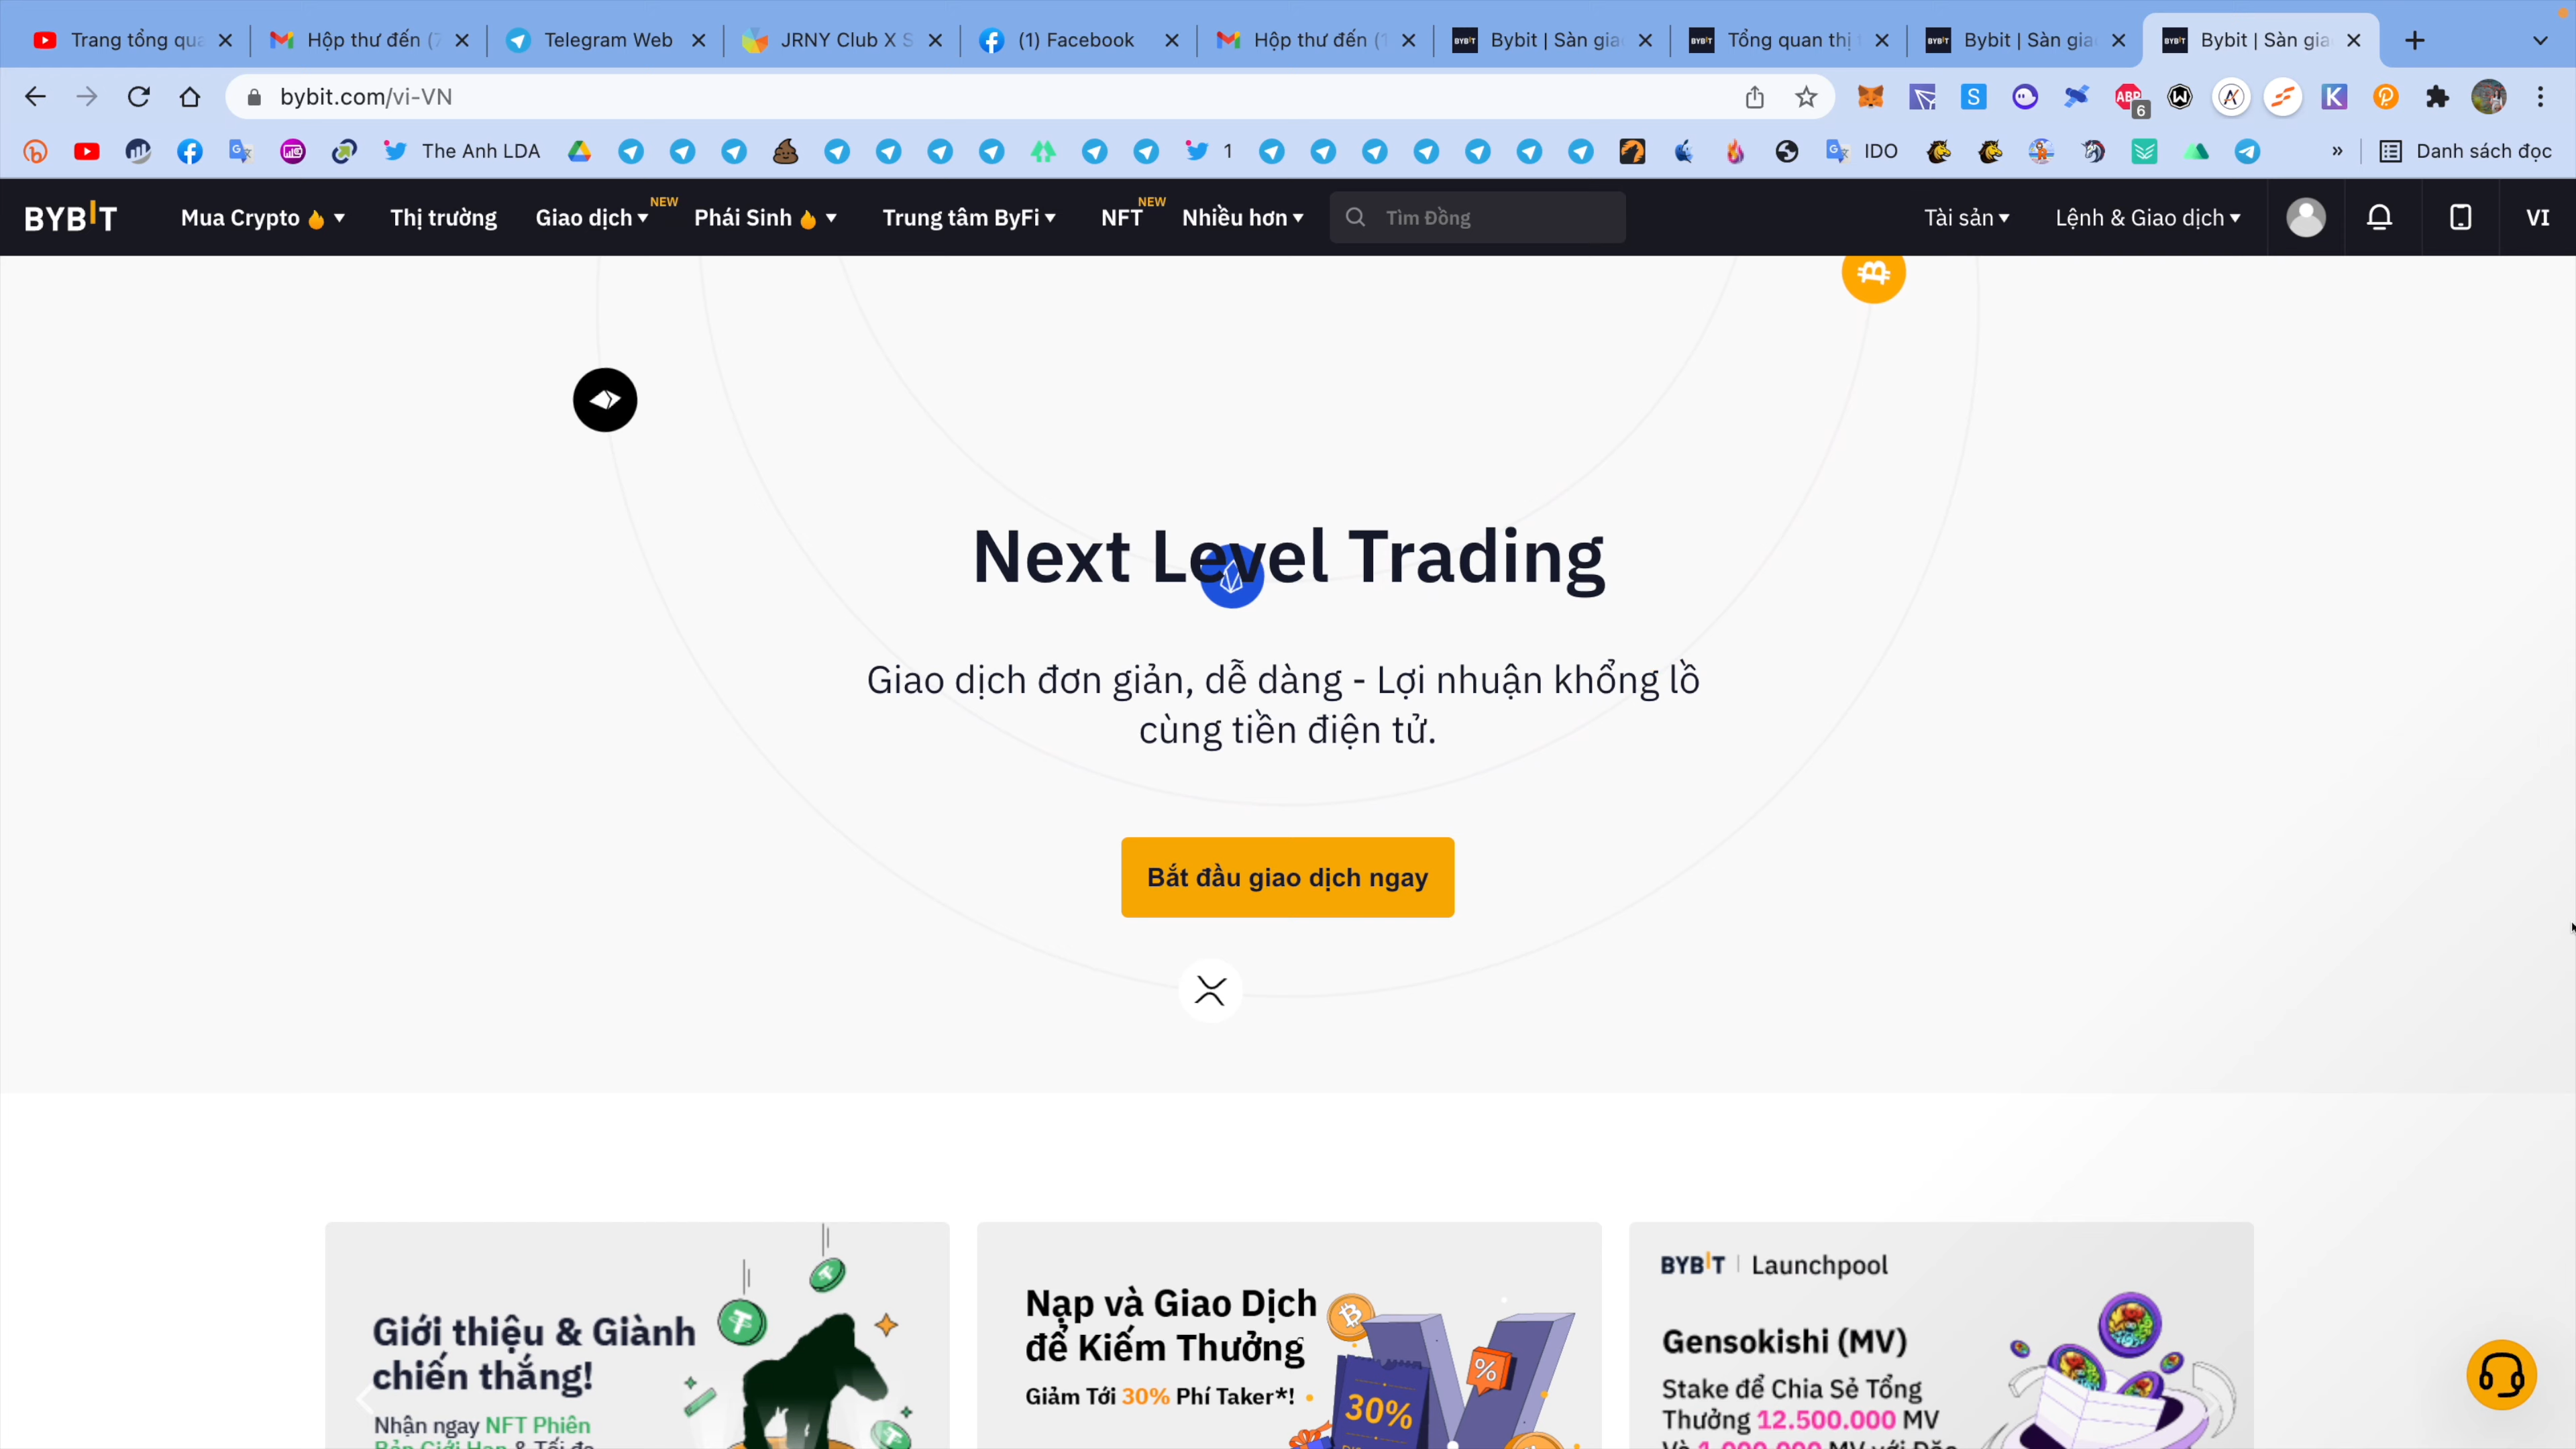 Trang tổng qua
Hộp thư đến (7
Telegram Web
JRNY Club X S
(1) Facebook
Hộp thư đến (1
Bybit | Sàn gia
Tổng quan thị
Bybit | Sàn gia
Bybit | Sàn gia
bybit.com/vi-VN
ABP
6
The Anh LDA
1
IDO
Danh sách đọc
BYBIT
Mua Crypto
Thị trường
Giao dịch
NEW
Phái Sinh
Trung tâm ByFi
NFT
NEW
Nhiều hơn
Tìm Đồng
Tài sản
Lệnh & Giao dịch
VI
Next Level Trading
Giao dịch đơn giản, dễ dàng - Lợi nhuận khổng lồ
cùng tiền điện tử.
Bắt đầu giao dịch ngay
Giới thiệu & Giành
chiến thắng!
Nhận ngay NFT Phiên
Bản Giới Hạn & Tối đa
Nạp và Giao Dịch
để Kiếm Thưởng
Giảm Tới 30% Phí Taker*!
30%
%
BYBIT | Launchpool
Gensokishi (MV)
Stake để Chia Sẻ Tổng
Thưởng 12.500.000 MV
Và 1.000.000 MV với Đặc